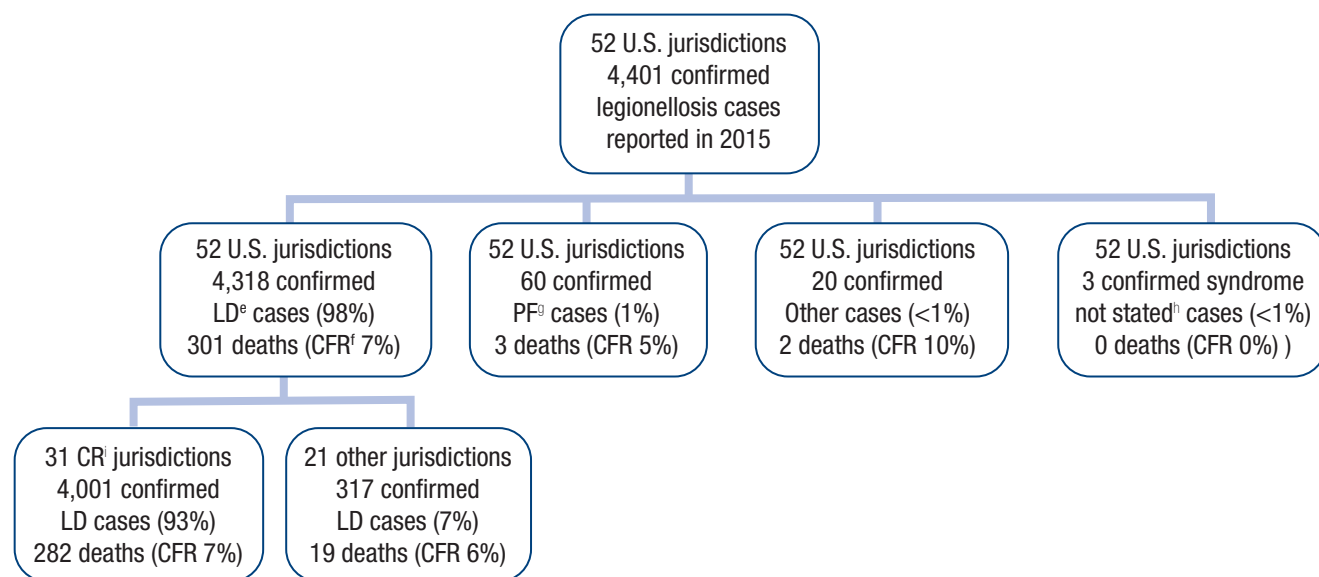 52 U.S. jurisdictions
4,401 confirmed
legionellosis cases
reported in 2015
52 U.S. jurisdictions
4,318 confirmed
LDᵉ cases (98%)
301 deaths (CFRᶠ 7%)
52 U.S. jurisdictions
60 confirmed
PFᵍ cases (1%)
3 deaths (CFR 5%)
52 U.S. jurisdictions
20 confirmed
Other cases (<1%)
2 deaths (CFR 10%)
52 U.S. jurisdictions
3 confirmed syndrome
not statedʰ cases (<1%)
0 deaths (CFR 0%) )
31 CRⁱ jurisdictions
4,001 confirmed
LD cases (93%)
282 deaths (CFR 7%)
21 other jurisdictions
317 confirmed
LD cases (7%)
19 deaths (CFR 6%)